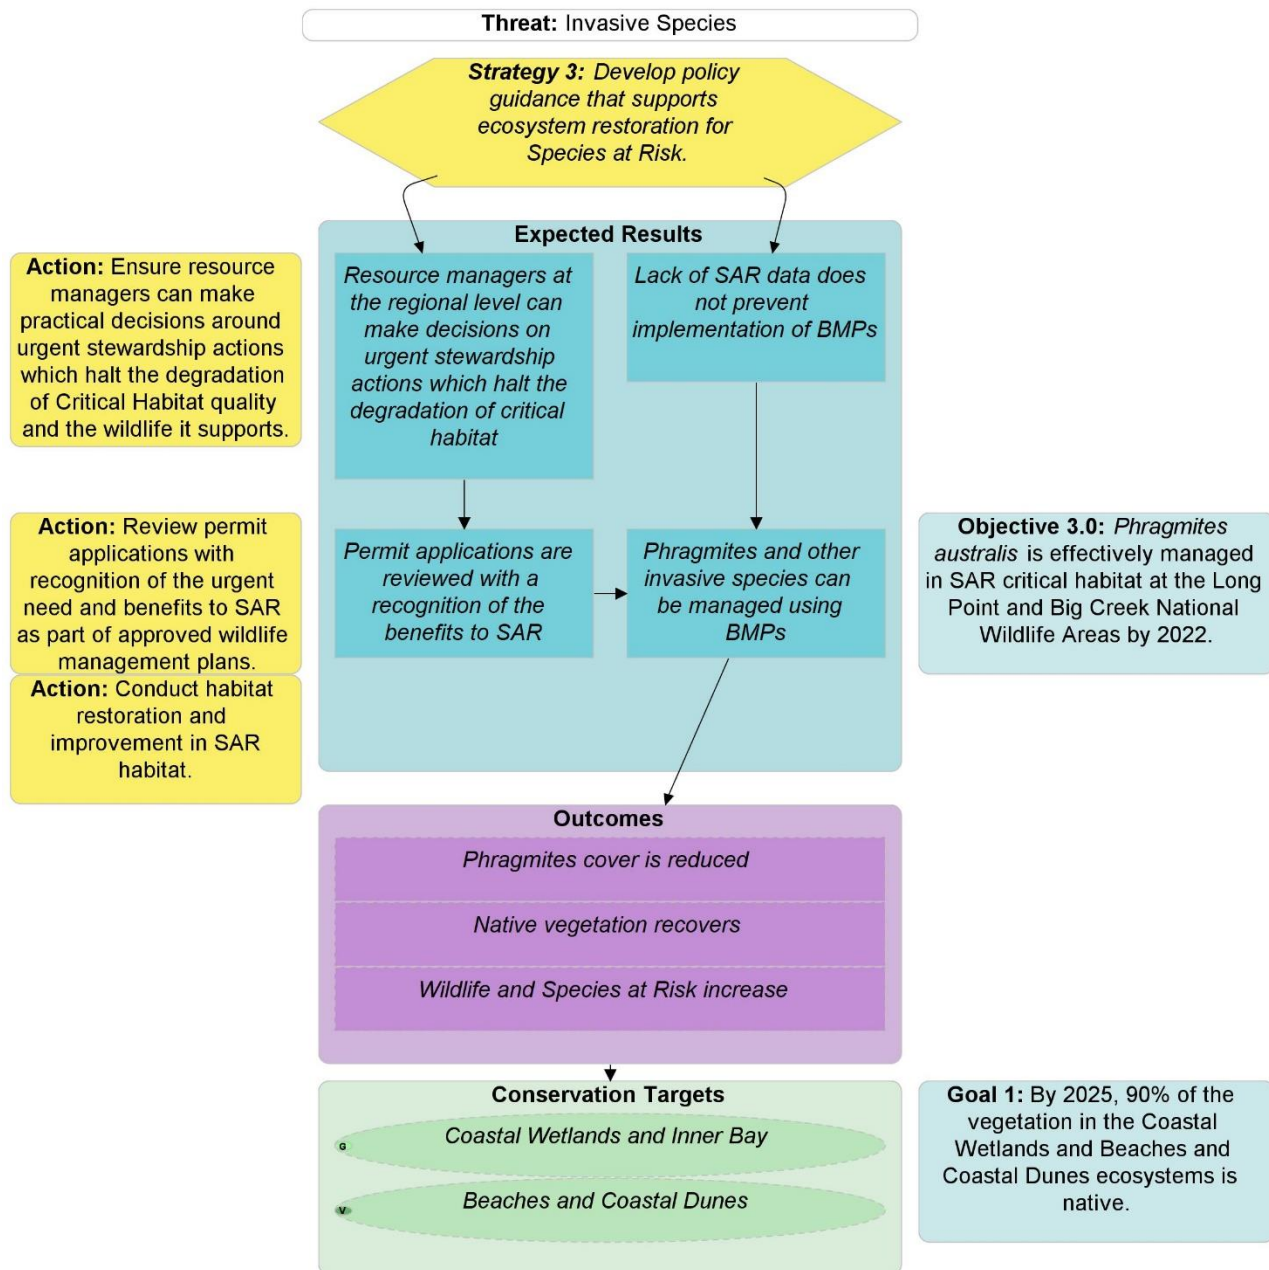 Threat: Invasive Species
Strategy 3: Develop policy
guidance that supports
ecosystem restoration for
Species at Risk.
Expected Results
Action: Ensure resource
managers can make
practical decisions around
urgent stewardship actions
which halt the degradation
of Critical Habitat quality
and the wildlife it supports.
Resource managers at
the regional level can
make decisions on
urgent stewardship
actions which halt the
degradation of critical
habitat
Lack of SAR data does
not prevent
implementation of BMPs
Action: Review permit
applications with
recognition of the urgent
need and benefits to SAR
as part of approved wildlife
management plans.
Action: Conduct habitat
restoration and
improvement in SAR
habitat.
Permit applications are
reviewed with a
recognition of the
benefits to SAR
Phragmites and other
invasive species can
be managed using
BMPs
Objective 3.0: Phragmites
australis is effectively managed
in SAR critical habitat at the Long
Point and Big Creek National
Wildlife Areas by 2022.
Outcomes
Phragmites cover is reduced
Native vegetation recovers
Wildlife and Species at Risk increase
Conservation Targets
G
Coastal Wetlands and Inner Bay
V
Beaches and Coastal Dunes
Goal 1: By 2025, 90% of the
vegetation in the Coastal
Wetlands and Beaches and
Coastal Dunes ecosystems is
native.